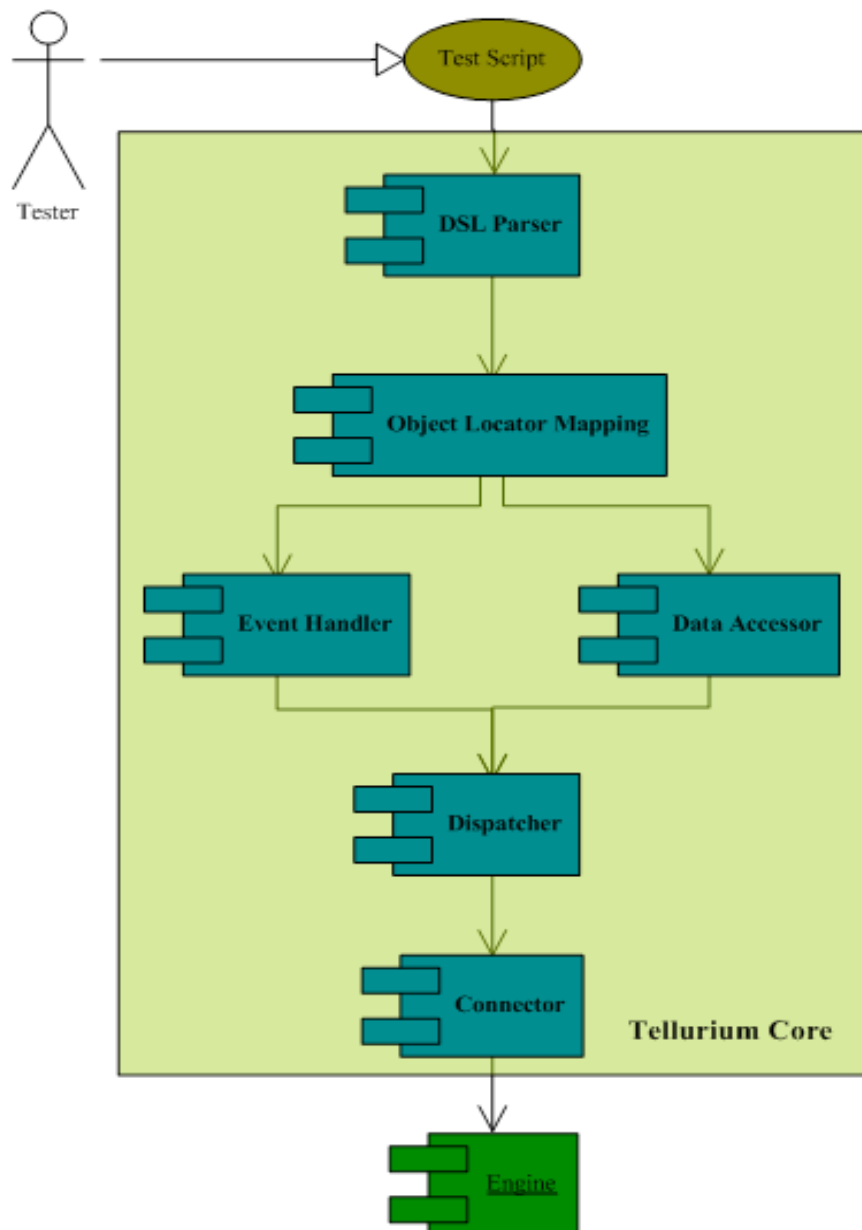 Test Script
Tester
DSL Parser
Object Locator Mapping
Event Handler
Data Accessor
Dispatcher
Connector
Tellurium Core
Engine